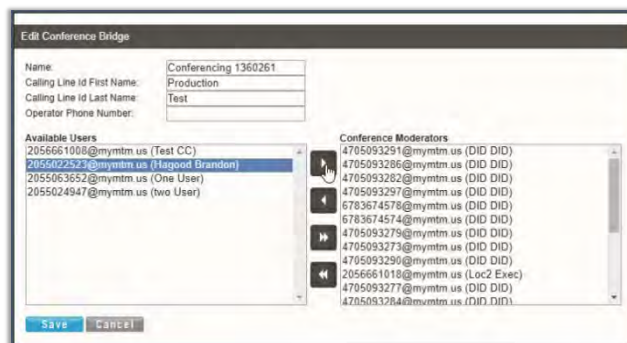 Edit Conference Bridge
Name: Conferencing 1360261
Calling Line Id First Name: Production
Calling Line Id Last Name: Test
Operator Phone Number:
Available Users
2056661008@mymtm.us (Test CC)
2055022523@mymtm.us (Hagood Brandon)
2055063652@mymtm.us (One User)
2055024947@mymtm.us (two User)
Conference Moderators
4705093291@mymtm.us (DID DID)
4705093286@mymtm.us (DID DID)
4705093282@mymtm.us (DID DID)
4705093297@mymtm.us (DID DID)
6783674578@mymtm.us (DID DID)
6783674574@mymtm.us (DID DID)
4705093279@mymtm.us (DID DID)
4705093273@mymtm.us (DID DID)
4705093290@mymtm.us (DID DID)
2056661018@mymtm.us (Loc2 Exec)
4705093277@mymtm.us (DID DID)
4705093284@mymtm.us (DID DID)
Save Cancel